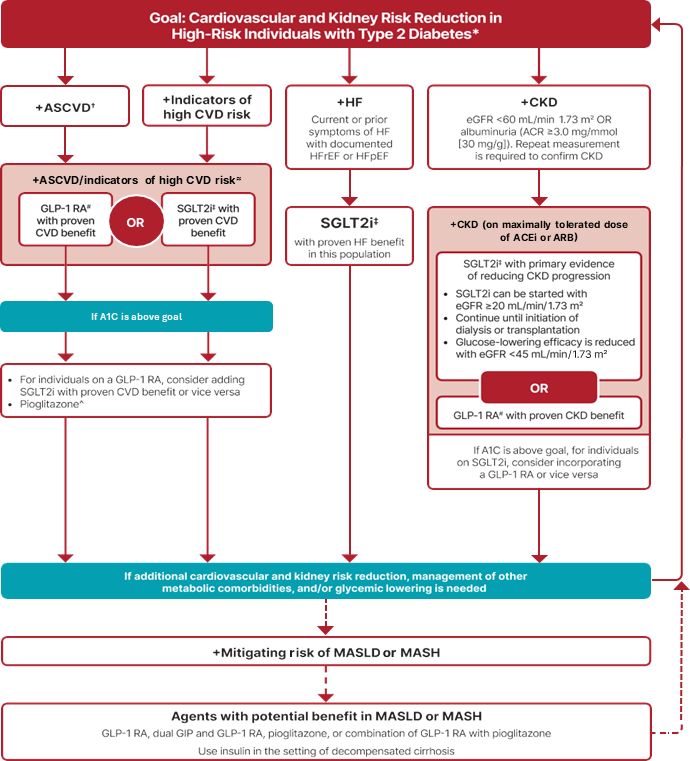 Goal: Cardiovascular and Kidney Risk Reduction in
High-Risk Individuals with Type 2 Diabetes*
+ASCVD†
+Indicators of
high CVD risk
+HF
Current or prior
symptoms of HF
with documented
HFrEF or HFpEF
+CKD
eGFR <60 mL/min 1.73 m² OR
albuminuria (ACR ≥3.0 mg/mmol
[30 mg/g]). Repeat measurement
is required to confirm CKD
+ASCVD/indicators of high CVD risk≈
GLP-1 RA#
with proven
CVD benefit
OR
SGLT2i‡ with
proven CVD
benefit
SGLT2i‡
with proven HF benefit
in this population
+CKD (on maximally tolerated dose
of ACEi or ARB)
SGLT2i‡ with primary evidence
of reducing CKD progression
• SGLT2i can be started with
eGFR ≥20 mL/min/1.73 m²
• Continue until initiation of
dialysis or transplantation
• Glucose-lowering efficacy is reduced
with eGFR <45 mL/min/1.73 m²
OR
GLP-1 RA# with proven CKD benefit
If A1C is above goal, for individuals
on SGLT2i, consider incorporating
a GLP-1 RA or vice versa
If A1C is above goal
• For individuals on a GLP-1 RA, consider adding
SGLT2i with proven CVD benefit or vice versa
• Pioglitazone^
If additional cardiovascular and kidney risk reduction, management of other
metabolic comorbidities, and/or glycemic lowering is needed
+Mitigating risk of MASLD or MASH
Agents with potential benefit in MASLD or MASH
GLP-1 RA, dual GIP and GLP-1 RA, pioglitazone, or combination of GLP-1 RA with pioglitazone
Use insulin in the setting of decompensated cirrhosis